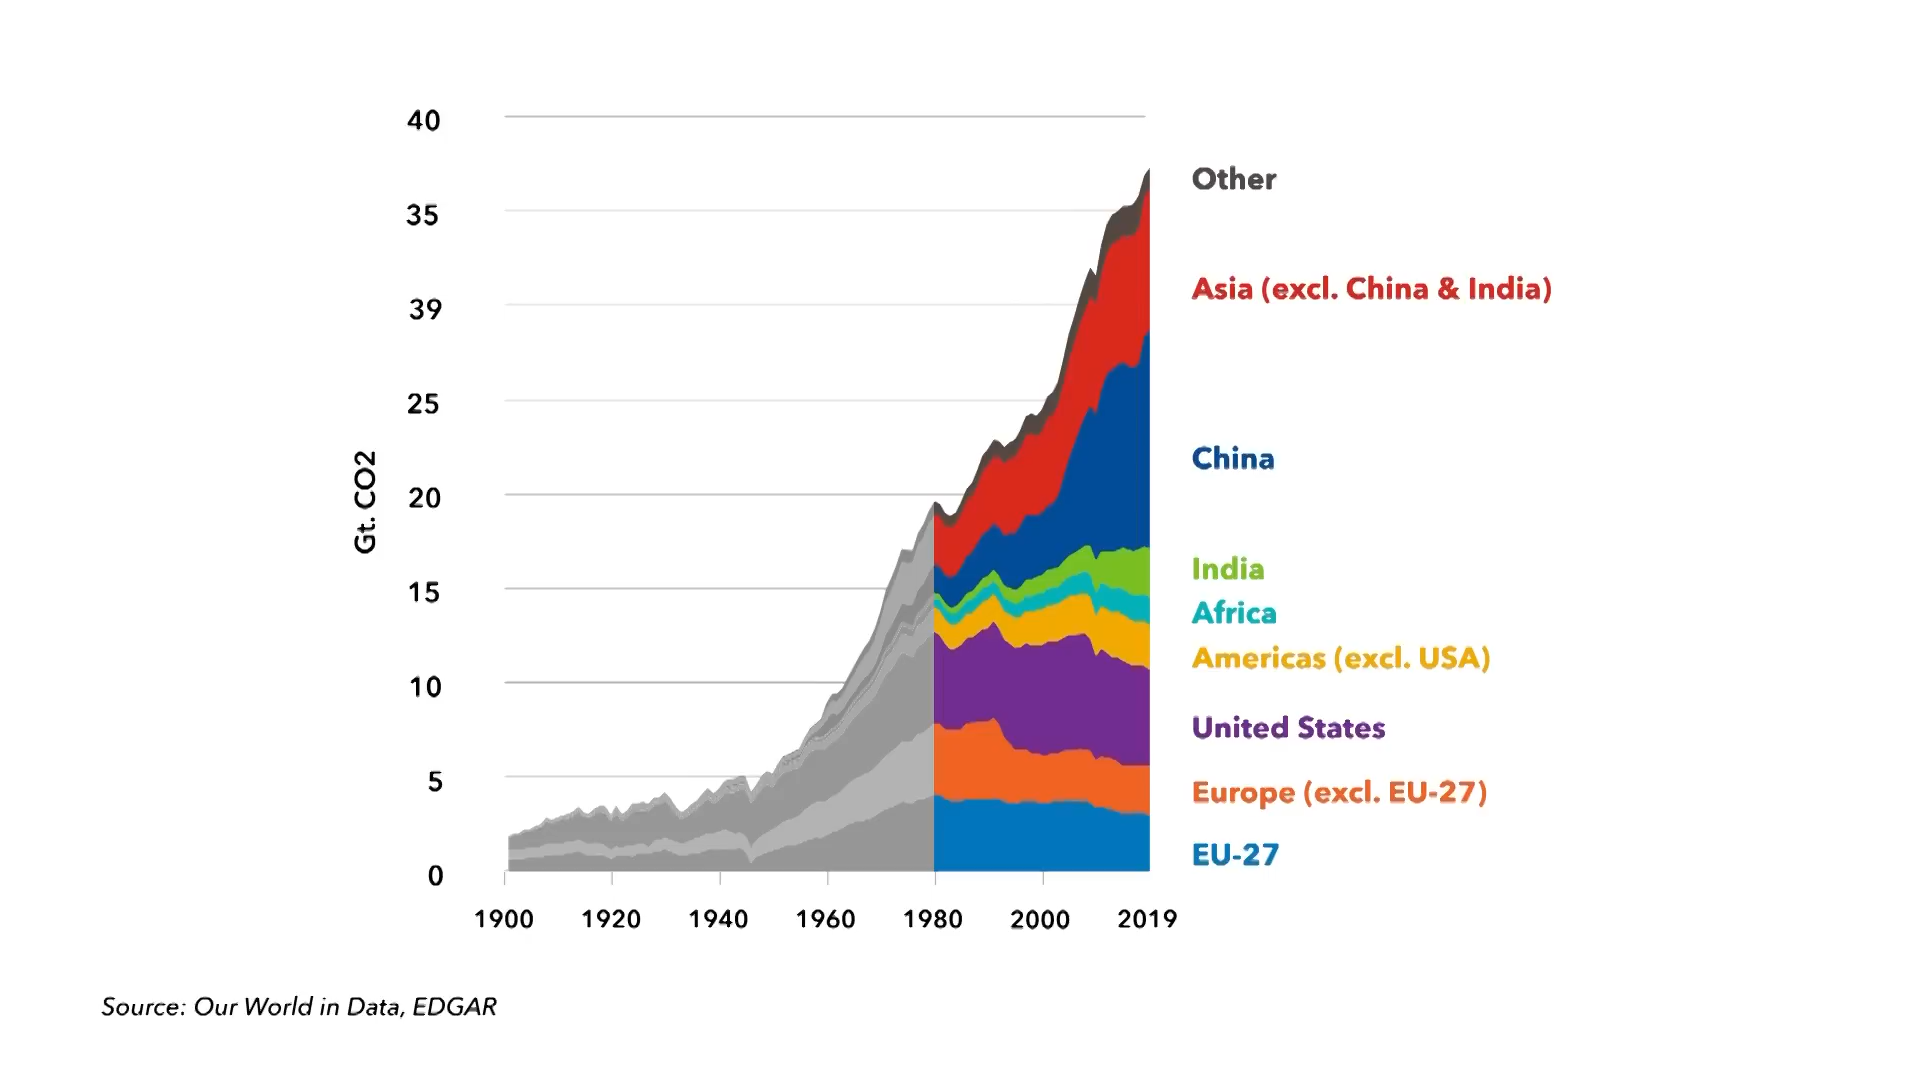 40
Other
35
Asia (excl. China & India)
39
25
China
Gt. CO2
20
India
15
Africa
Americas (excl. USA)
10
United States
5
Europe (excl. EU-27)
EU-27
0
1900 1920 1940 1960 1980 2000 2019
Source: Our World in Data, EDGAR